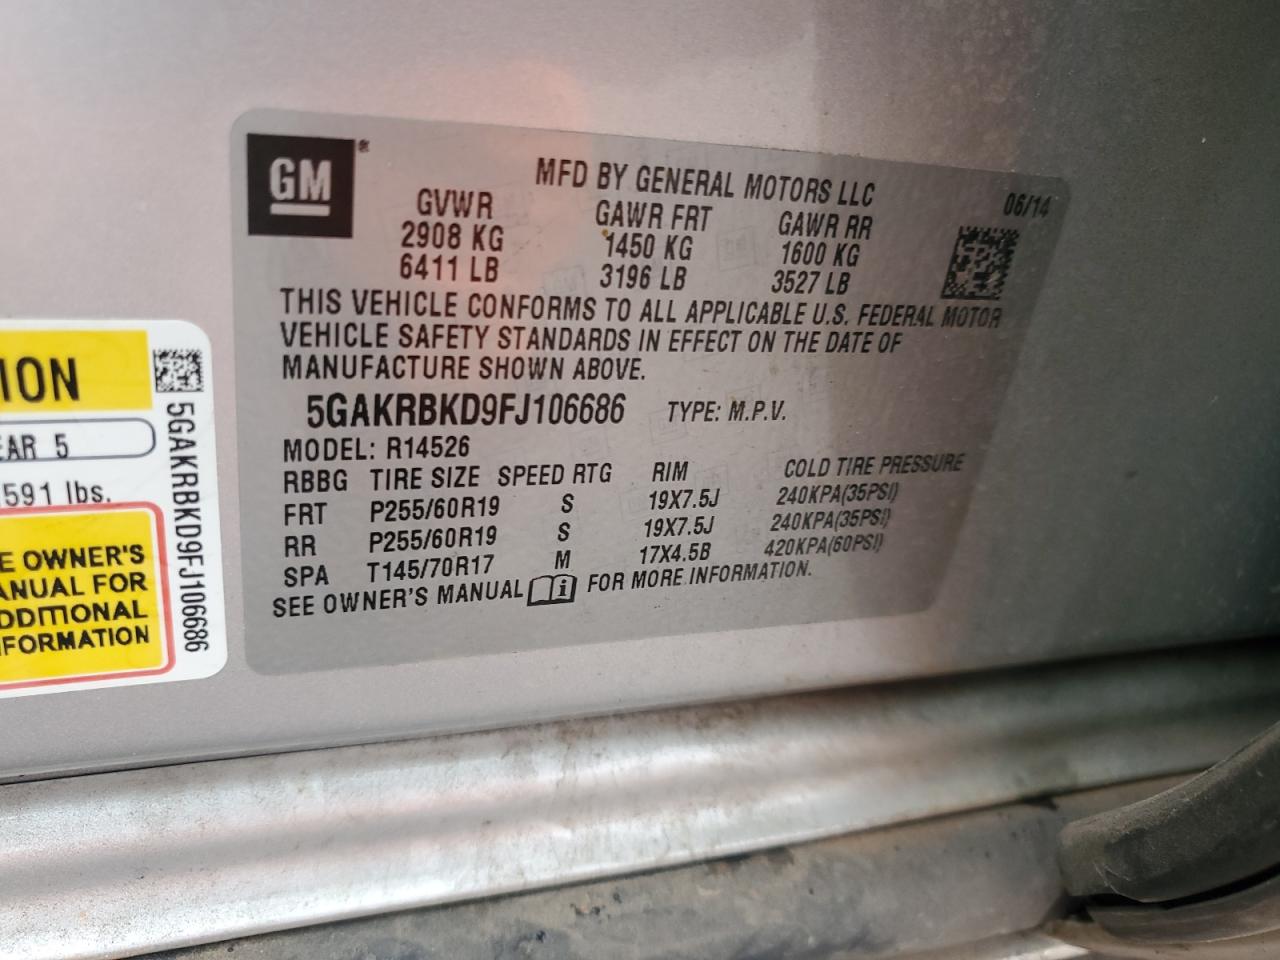 GM ®
MFD BY GENERAL MOTORS LLC
06/14
GVWR GAWR FRT GAWR RR
2908 KG 1450 KG 1600 KG
6411 LB 3196 LB 3527 LB
THIS VEHICLE CONFORMS TO ALL APPLICABLE U.S. FEDERAL MOTOR
VEHICLE SAFETY STANDARDS IN EFFECT ON THE DATE OF
MANUFACTURE SHOWN ABOVE.
5GAKRBKD9FJ106686 TYPE: M.P.V.
MODEL: R14526
RBBG TIRE SIZE SPEED RTG RIM COLD TIRE PRESSURE
FRT P255/60R19 S 19X7.5J 240KPA(35PSI)
RR P255/60R19 S 19X7.5J 240KPA(35PSI)
SPA T145/70R17 M 17X4.5B 420KPA(60PSI)
SEE OWNER'S MANUAL FOR MORE INFORMATION.
ION
EAR 5
591 lbs.
E OWNER'S
ANUAL FOR
DDITIONAL
FORMATION
5GAKRBKD9FJ106686